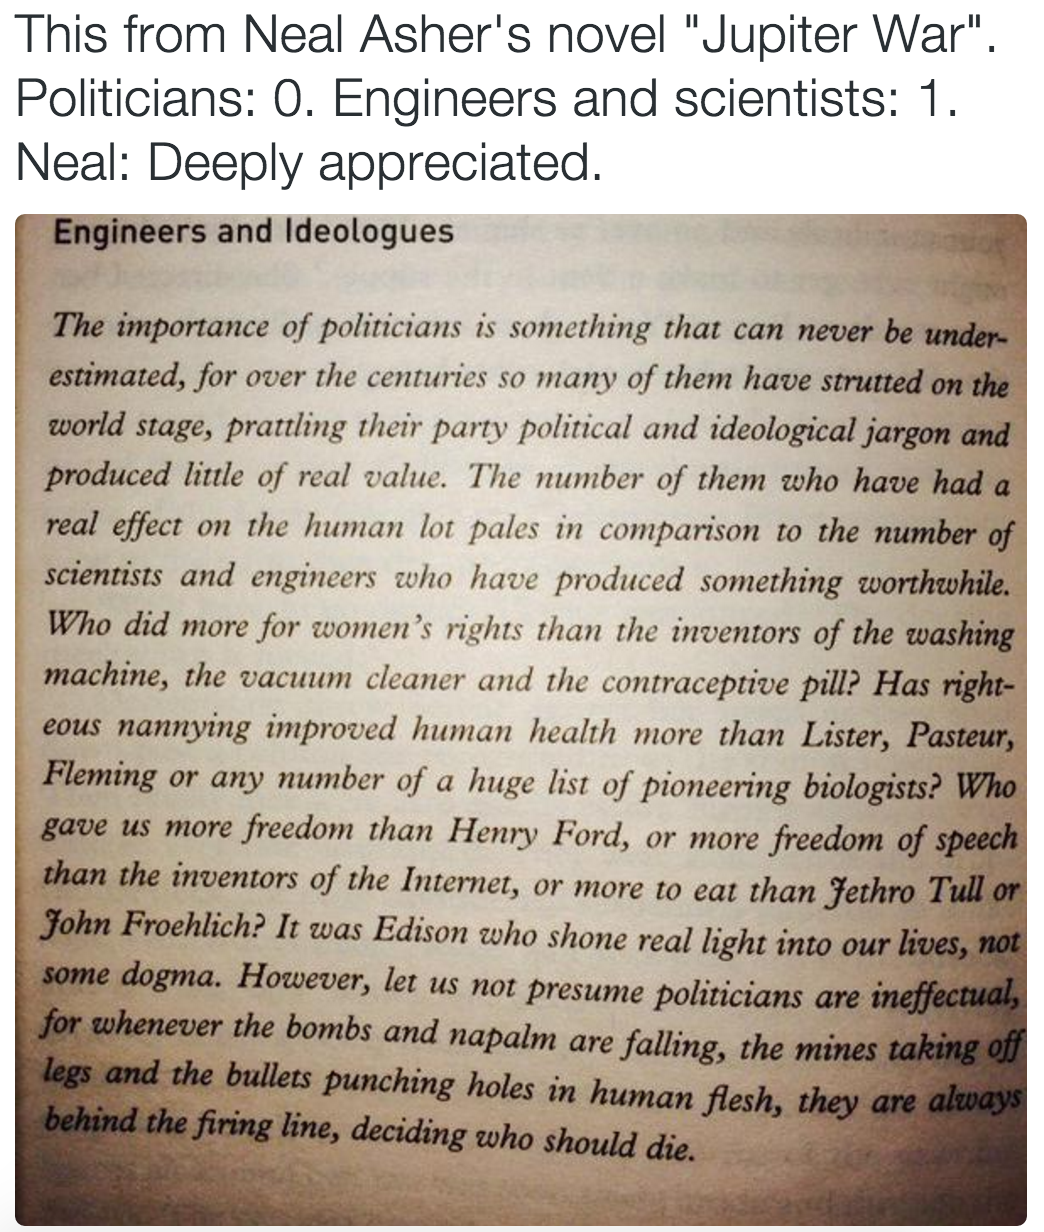 This from Neal Asher's novel "Jupiter War".
Politicians: 0. Engineers and scientists: 1.
Neal: Deeply appreciated.
Engineers and Ideologues
The importance of politicians is something that can never be under-
estimated, for over the centuries so many of them have strutted on the
world stage, prattling their party political and ideological jargon and
produced little of real value. The number of them who have had a
real effect on the human lot pales in comparison to the number of
scientists and engineers who have produced something worthwhile.
Who did more for women's rights than the inventors of the washing
machine, the vacuum cleaner and the contraceptive pill? Has right-
eous nannying improved human health more than Lister, Pasteur,
Fleming or any number of a huge list of pioneering biologists? Who
gave us more freedom than Henry Ford, or more freedom of speech
than the inventors of the Internet, or more to eat than Jethro Tull or
John Froehlich? It was Edison who shone real light into our lives, not
some dogma. However, let us not presume politicians are ineffectual,
for whenever the bombs and napalm are falling, the mines taking off
legs and the bullets punching holes in human flesh, they are always
behind the firing line, deciding who should die.